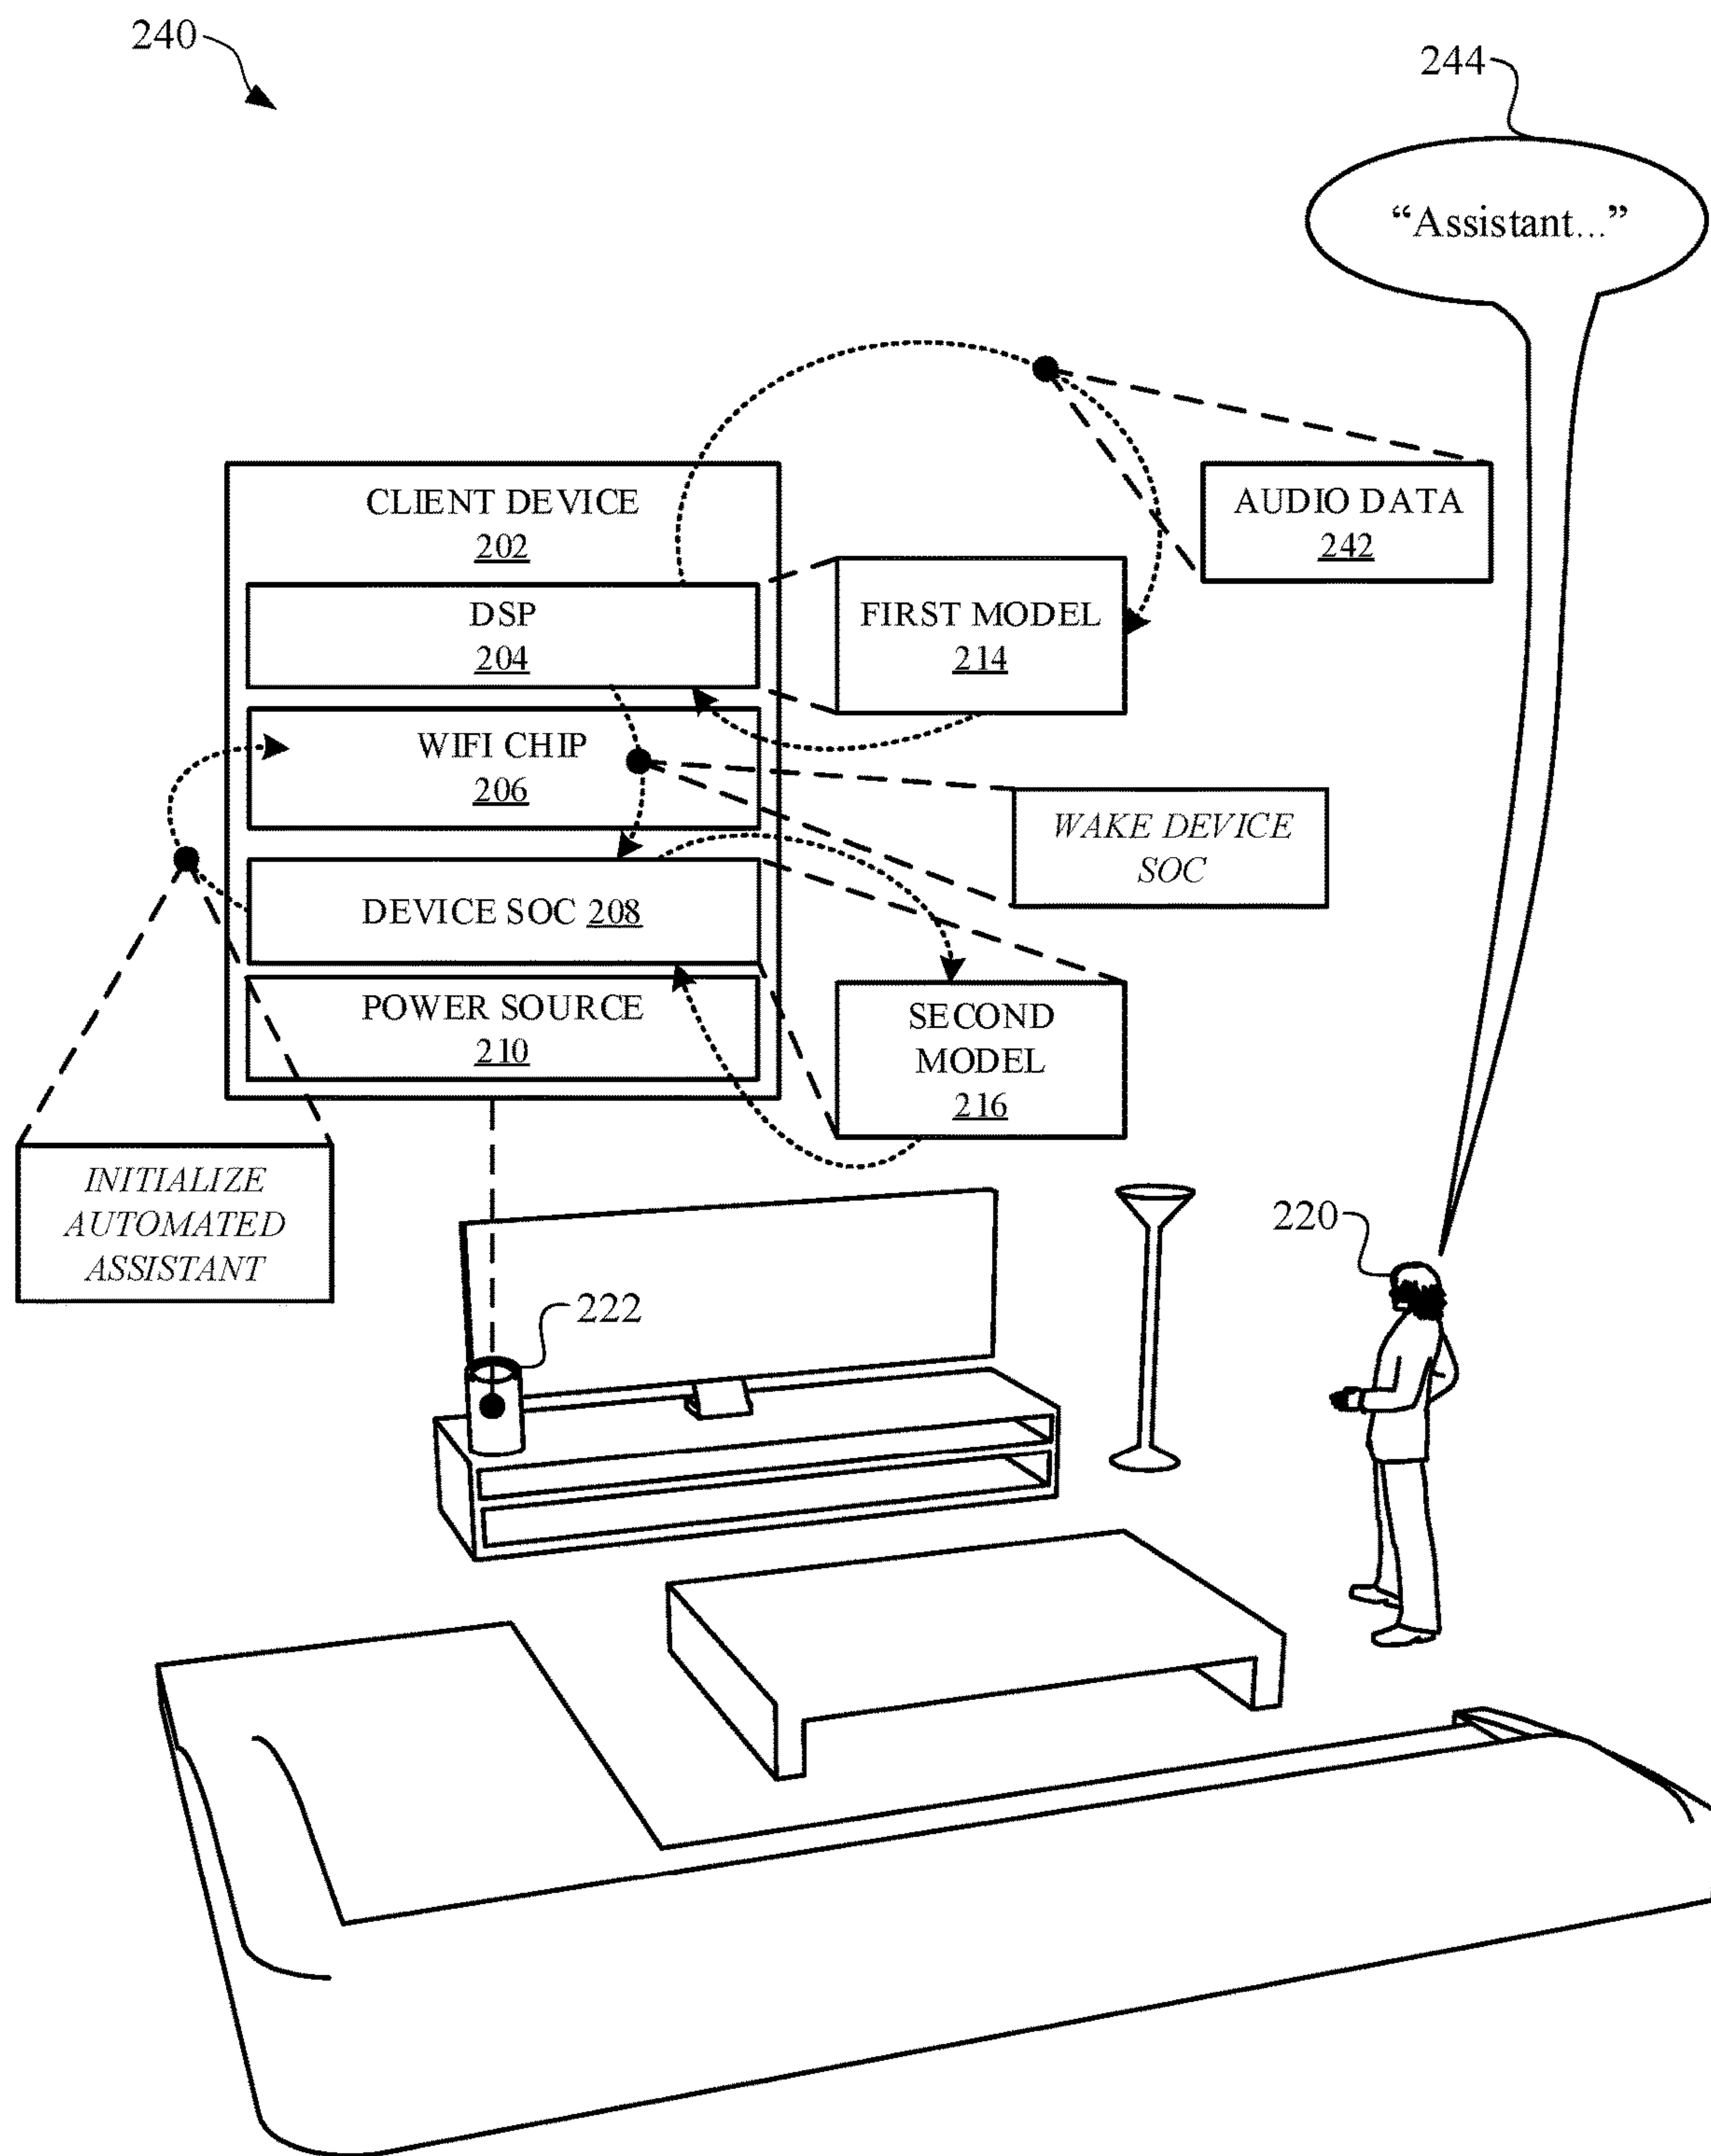 240
244
“Assistant...”
CLIENT DEVICE
202
AUDIO DATA
242
DSP
204
FIRST MODEL
214
WIFI CHIP
206
WAKE DEVICE
SOC
DEVICE SOC 208
POWER SOURCE
210
SECOND
MODEL
216
INITIALIZE
AUTOMATED
ASSISTANT
220
222